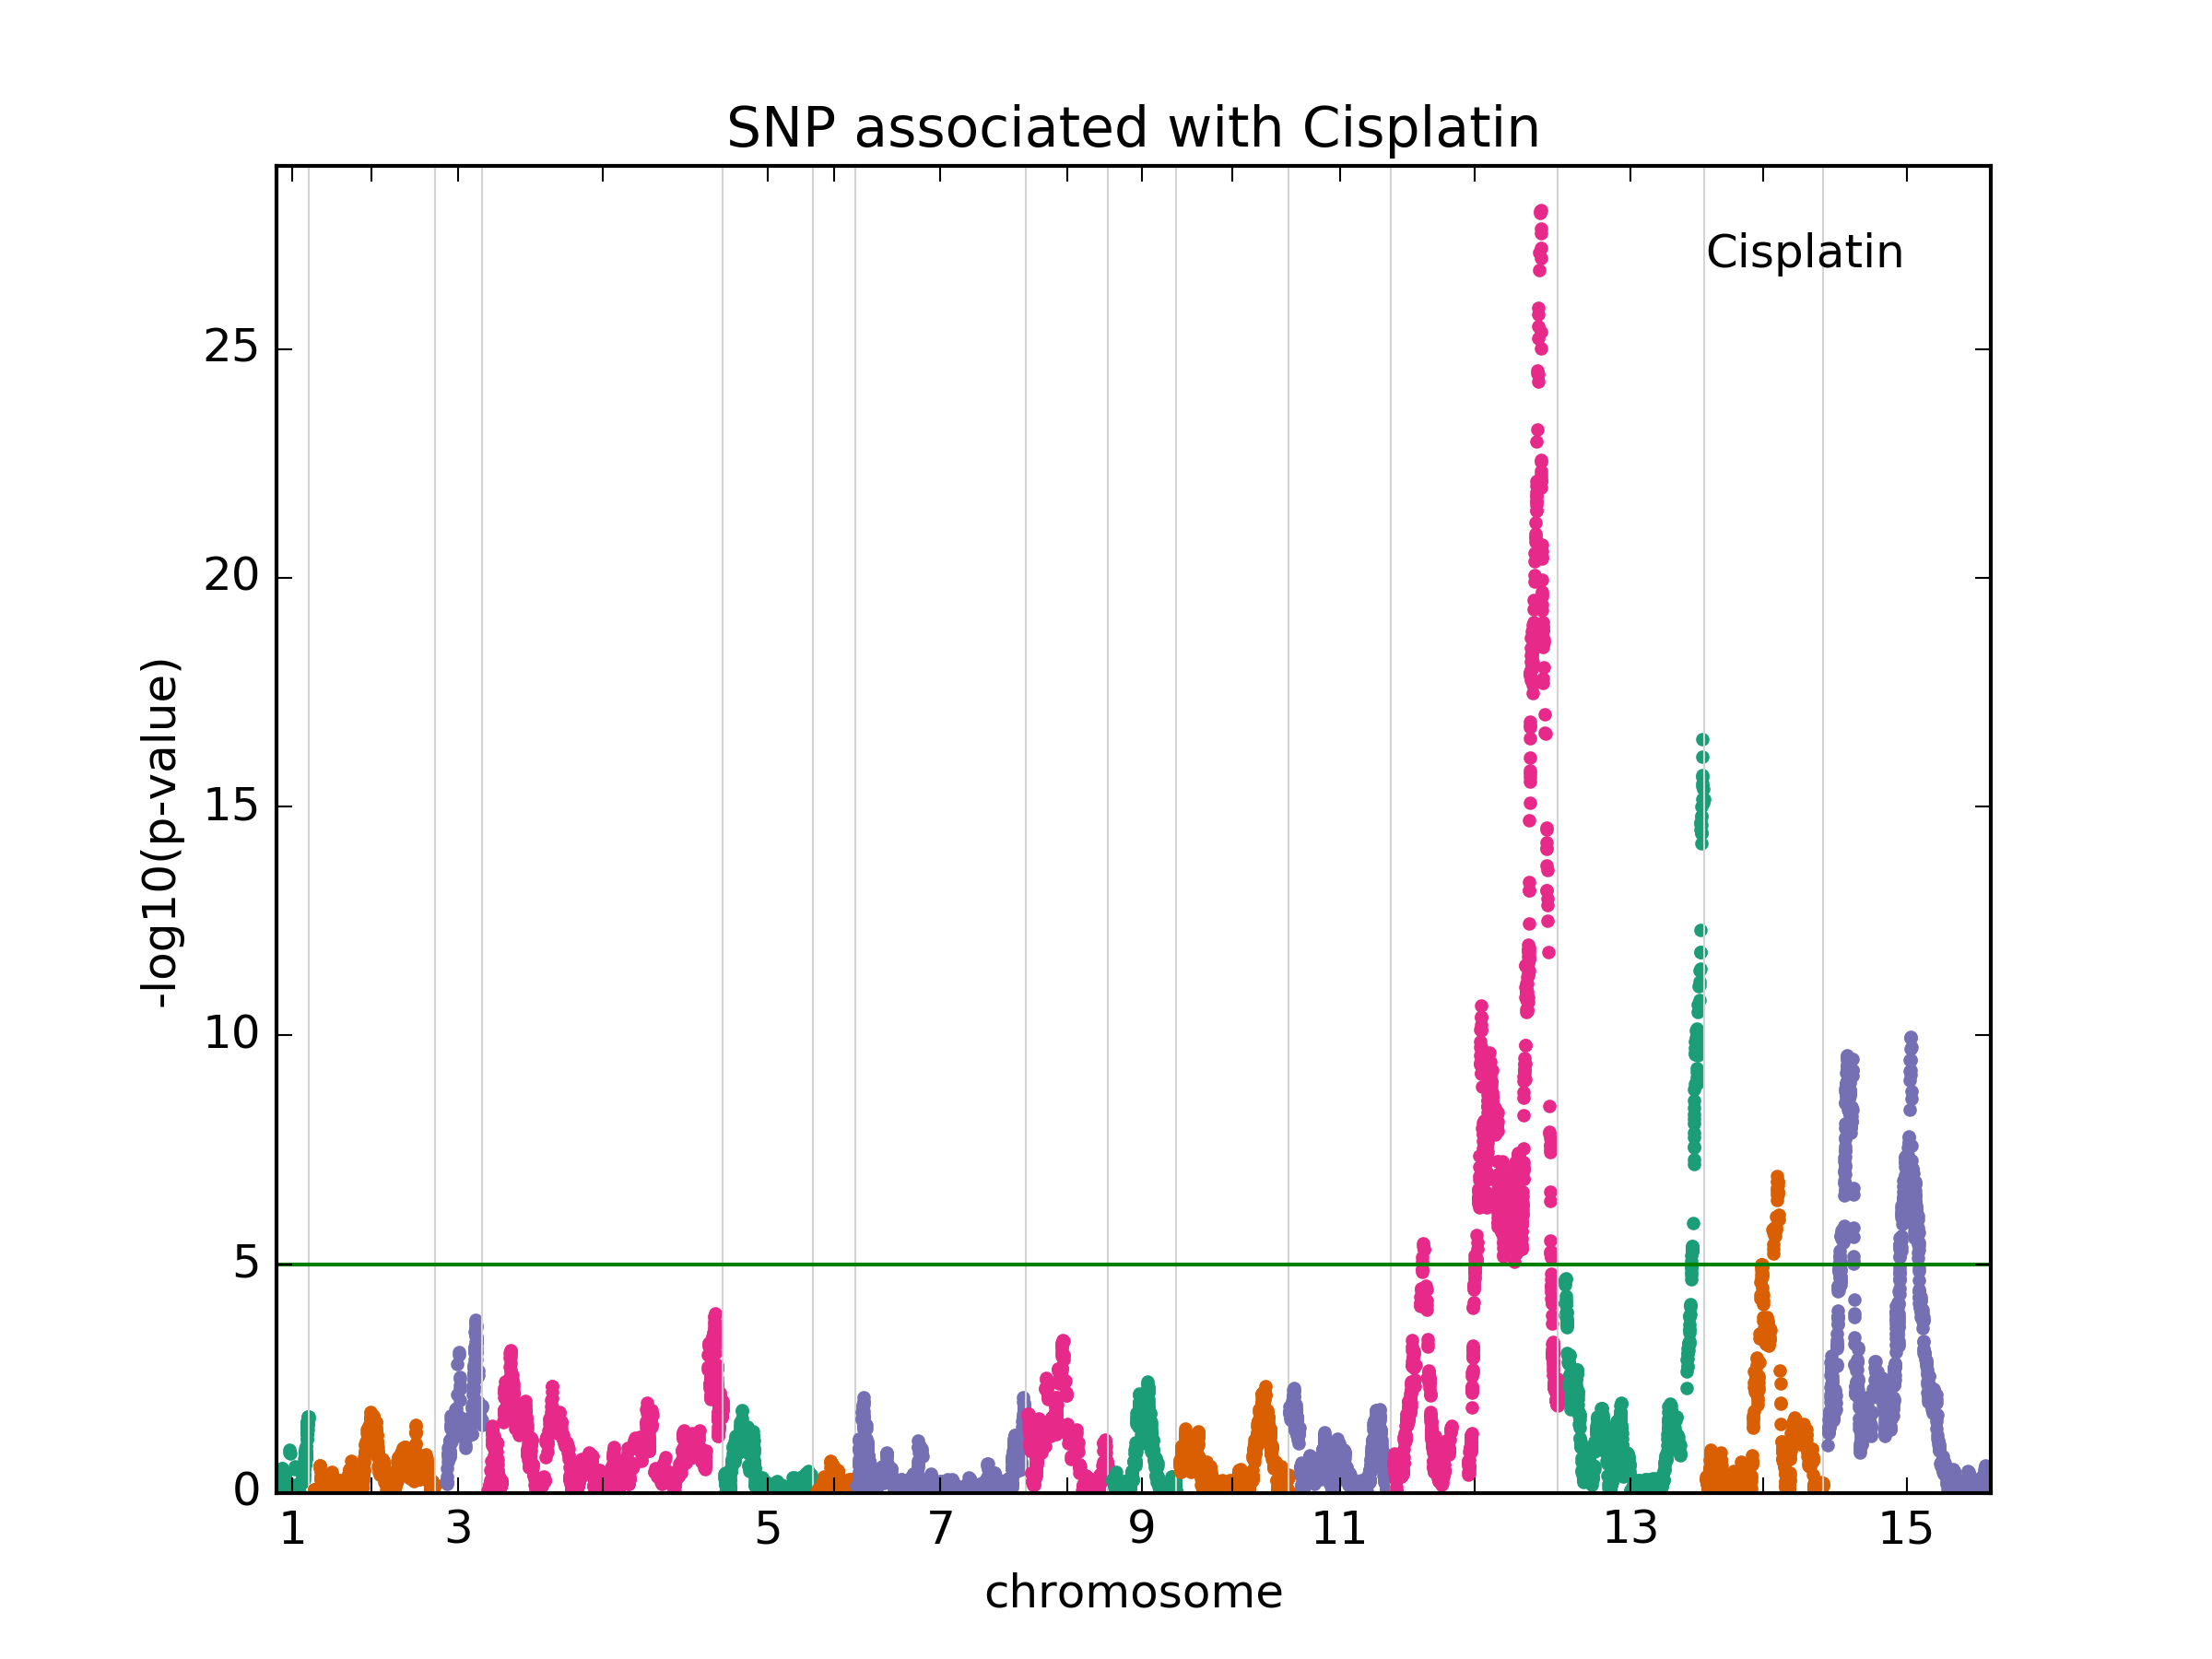 SNP associated with Cisplatin
Cisplatin
25
20
15
10
5
0
-log10(p-value)
1 3 5 7 9 11 13 15
chromosome